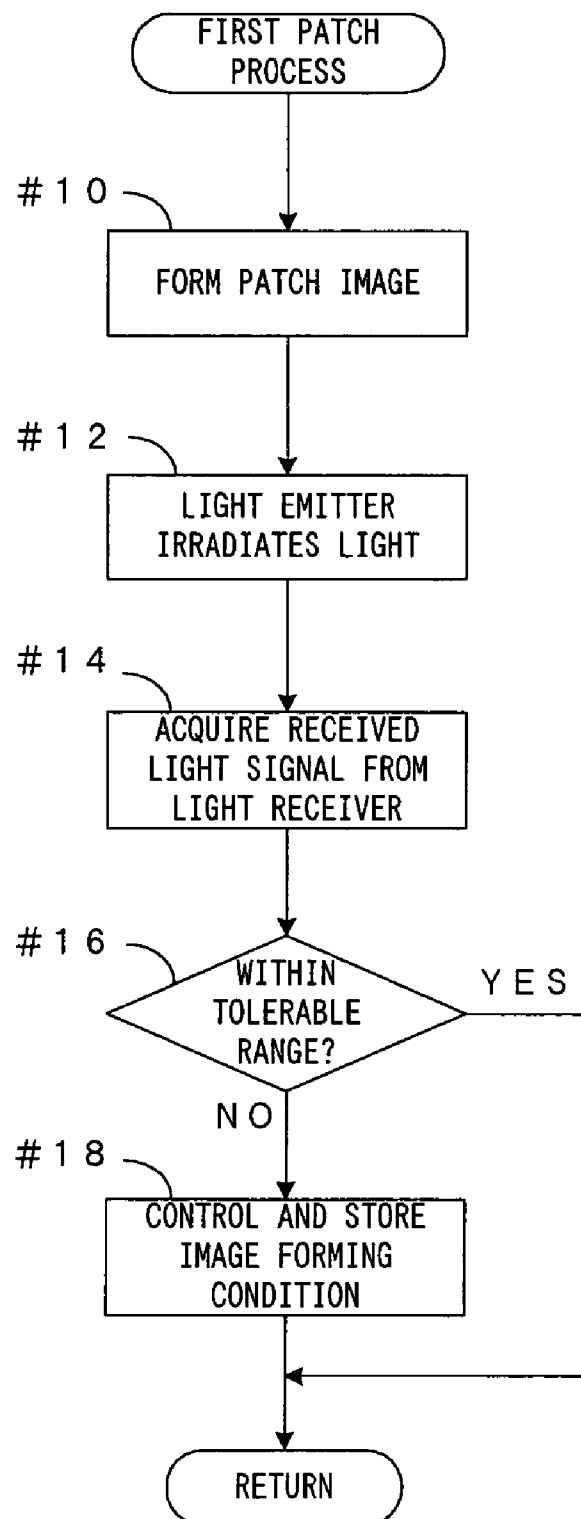 FIRST PATCH
PROCESS
#10
FORM PATCH IMAGE
#12
LIGHT EMITTER
IRRADIATES LIGHT
#14
ACQUIRE RECEIVED
LIGHT SIGNAL FROM
LIGHT RECEIVER
#16
WITHIN
TOLERABLE
RANGE?
YES
NO
#18
CONTROL AND STORE
IMAGE FORMING
CONDITION
RETURN